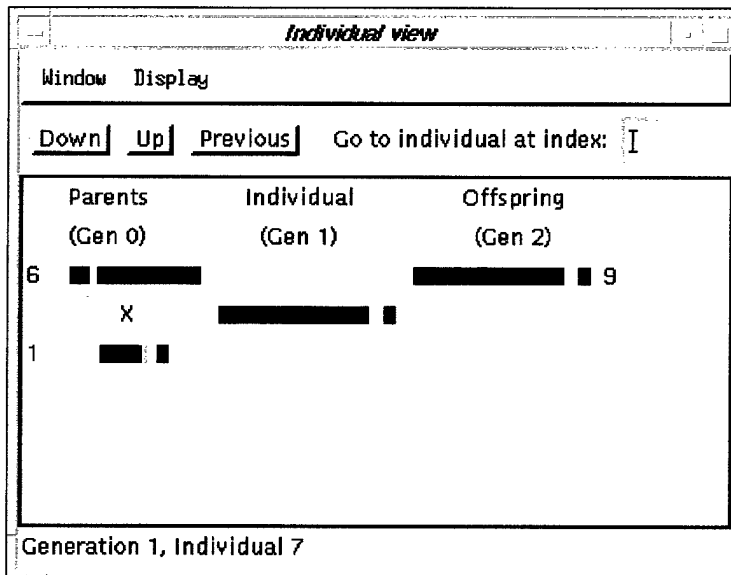 Individual view
Window Display
Down Up Previous Go to individual at index:
Parents Individual Offspring
(Gen 0) (Gen 1) (Gen 2)
6 9
X
1
Generation 1, Individual 7